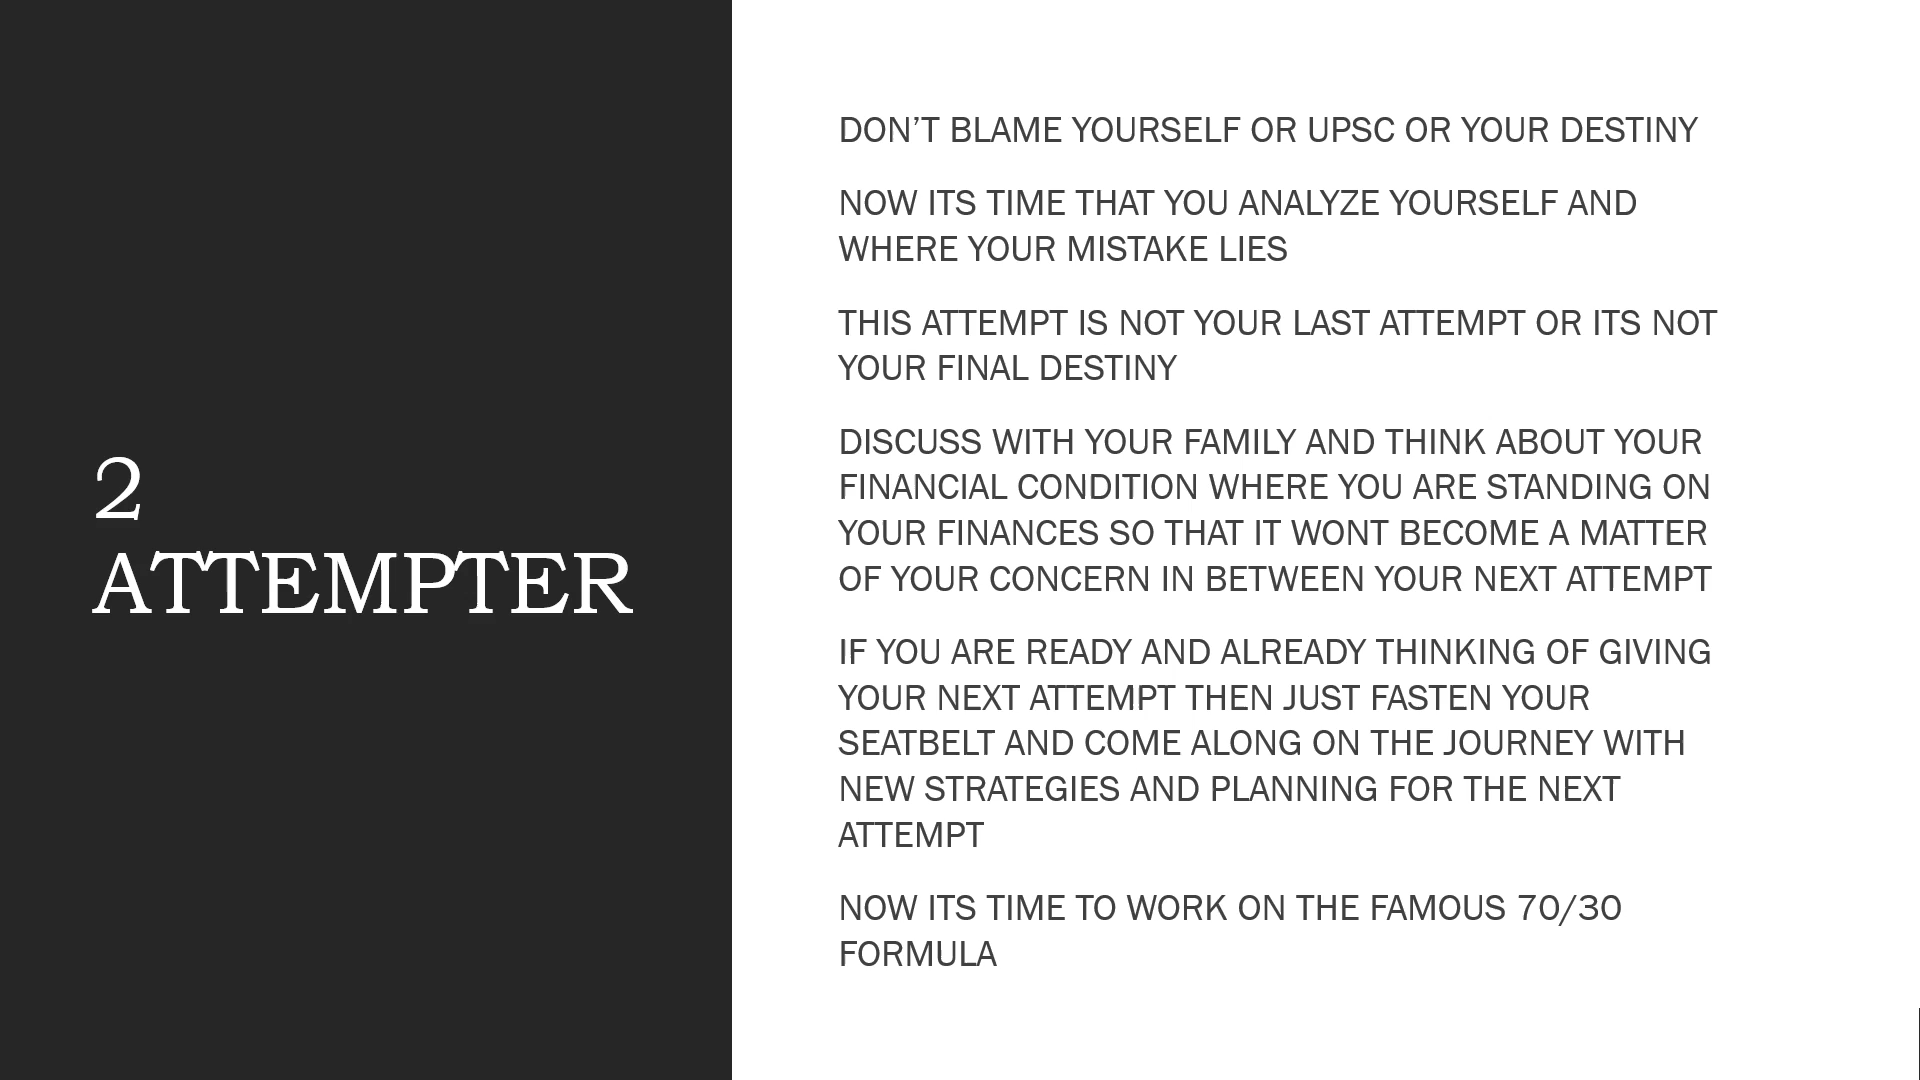 2
ATTEMPTER
DON’T BLAME YOURSELF OR UPSC OR YOUR DESTINY
NOW ITS TIME THAT YOU ANALYZE YOURSELF AND
WHERE YOUR MISTAKE LIES
THIS ATTEMPT IS NOT YOUR LAST ATTEMPT OR ITS NOT
YOUR FINAL DESTINY
DISCUSS WITH YOUR FAMILY AND THINK ABOUT YOUR
FINANCIAL CONDITION WHERE YOU ARE STANDING ON
YOUR FINANCES SO THAT IT WONT BECOME A MATTER
OF YOUR CONCERN IN BETWEEN YOUR NEXT ATTEMPT
IF YOU ARE READY AND ALREADY THINKING OF GIVING
YOUR NEXT ATTEMPT THEN JUST FASTEN YOUR
SEATBELT AND COME ALONG ON THE JOURNEY WITH
NEW STRATEGIES AND PLANNING FOR THE NEXT
ATTEMPT
NOW ITS TIME TO WORK ON THE FAMOUS 70/30
FORMULA